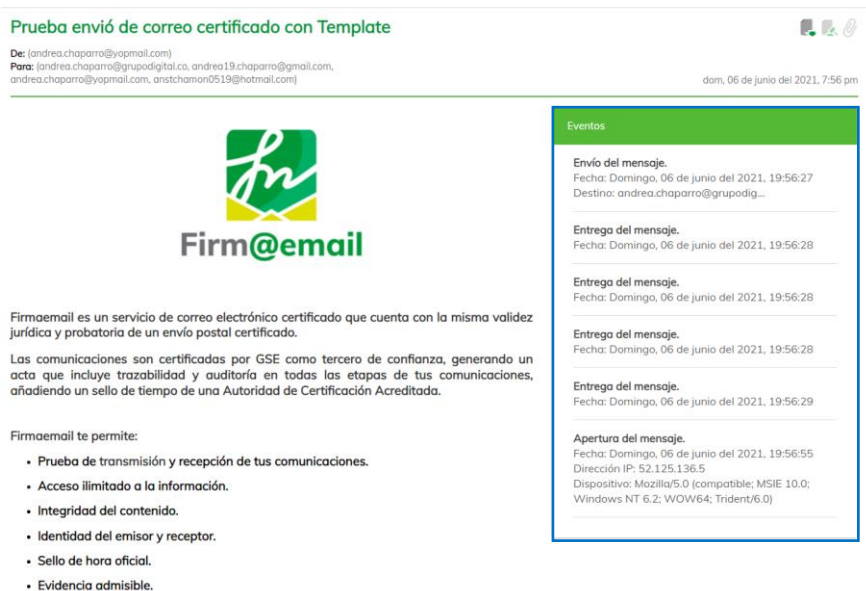 Prueba envió de correo certificado con Template
De: (andrea.chaparro@yopmail.com)
Para: (andrea.chaparro@grupodigital.co, andrea19.chaparro@gmail.com,
andrea.chaparro@yopmail.com, anstchamon0519@hotmail.com)
dom, 06 de junio del 2021, 7:56 pm
Firm@email
Firmaemail es un servicio de correo electrónico certificado que cuenta con la misma validez
jurídica y probatoria de un envío postal certificado.
Las comunicaciones son certificadas por GSE como tercero de confianza, generando un
acta que incluye trazabilidad y auditoría en todas las etapas de tus comunicaciones,
añadiendo un sello de tiempo de una Autoridad de Certificación Acreditada.
Firmaemail te permite:
• Prueba de transmisión y recepción de tus comunicaciones.
• Acceso ilimitado a la información.
• Integridad del contenido.
• Identidad del emisor y receptor.
• Sello de hora oficial.
• Evidencia admisible.
Eventos
Envío del mensaje.
Fecha: Domingo, 06 de junio del 2021, 19:56:27
Destino: andrea.chaparro@grupodig...
Entrega del mensaje.
Fecha: Domingo, 06 de junio del 2021, 19:56:28
Entrega del mensaje.
Fecha: Domingo, 06 de junio del 2021, 19:56:28
Entrega del mensaje.
Fecha: Domingo, 06 de junio del 2021, 19:56:28
Entrega del mensaje.
Fecha: Domingo, 06 de junio del 2021, 19:56:29
Apertura del mensaje.
Fecha: Domingo, 06 de junio del 2021, 19:56:55
Dirección IP: 52.125.136.5
Dispositivo: Mozilla/5.0 (compatible; MSIE 10.0;
Windows NT 6.2; WOW64; Trident/6.0)